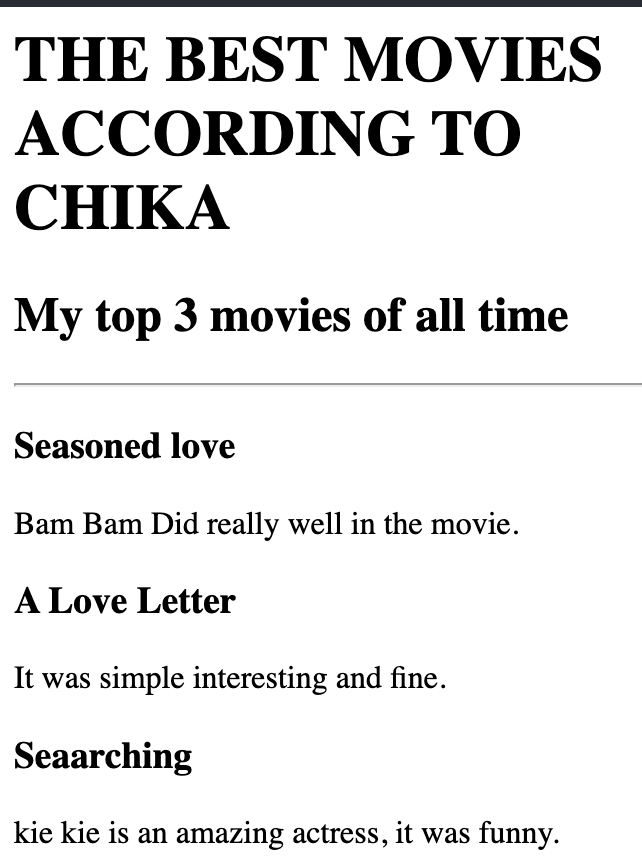 THE BEST MOVIES
ACCORDING TO
CHIKA
My top 3 movies of all time
Seasoned love
Bam Bam Did really well in the movie.
A Love Letter
It was simple interesting and fine.
Seaarching
kie kie is an amazing actress, it was funny.